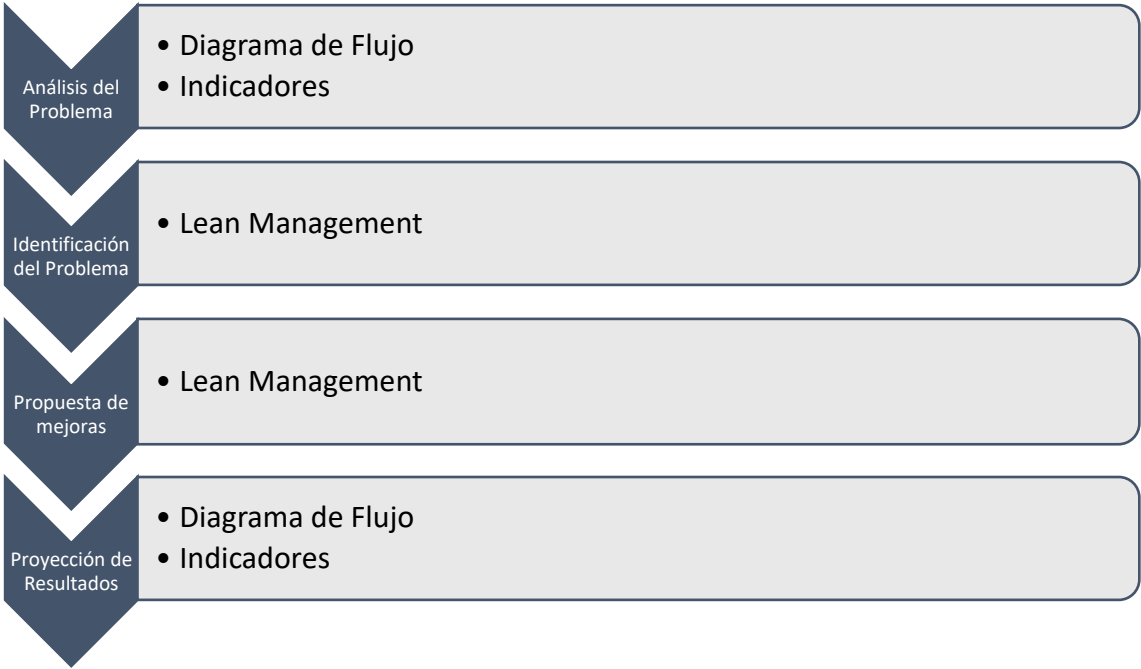 Análisis del
Problema
• Diagrama de Flujo
• Indicadores
Identificación
del Problema
• Lean Management
Propuesta de
mejoras
• Lean Management
Proyección de
Resultados
• Diagrama de Flujo
• Indicadores